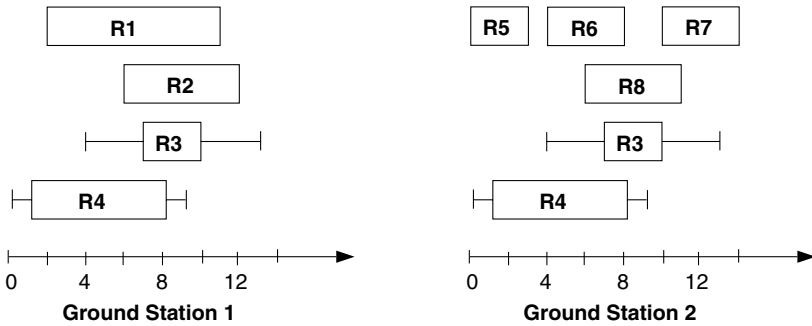 R1
R2
R3
R4
0 4 8 12
Ground Station 1
R5 R6 R7
R8
R3
R4
0 4 8 12
Ground Station 2